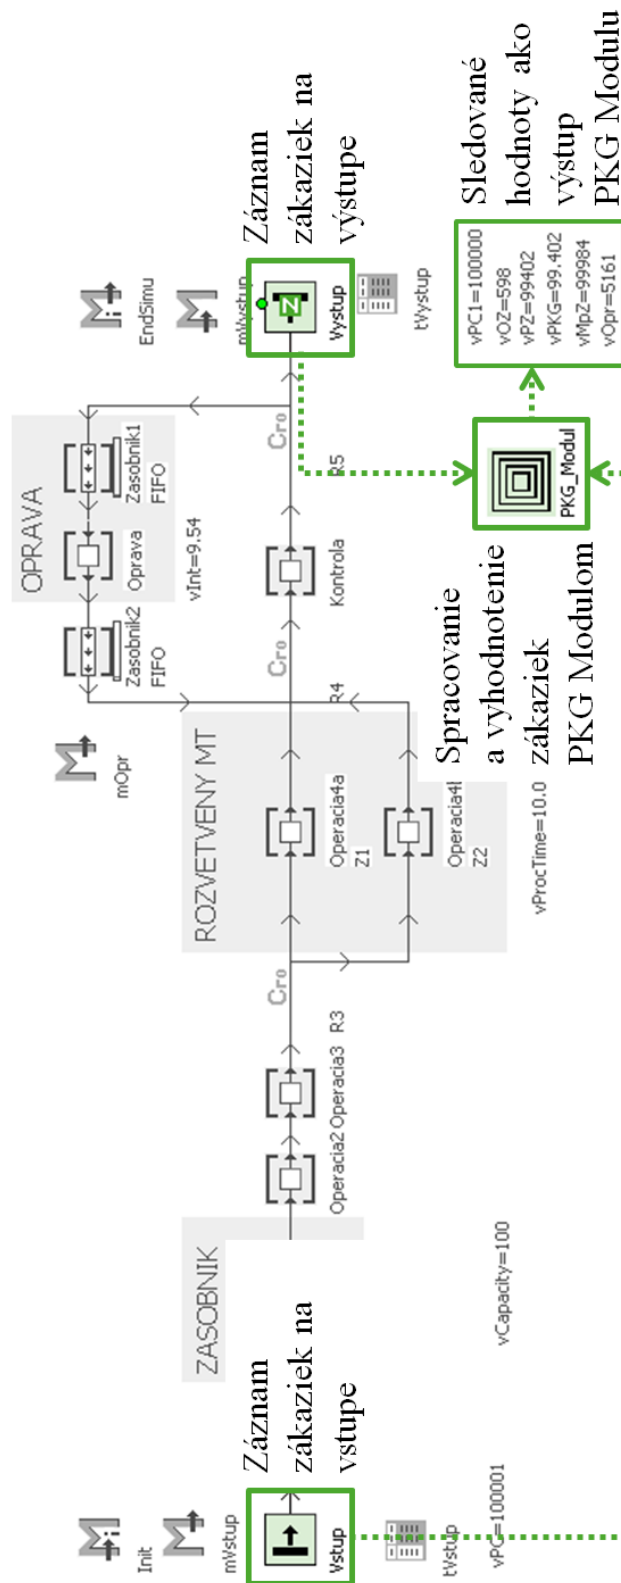 Init
mVstup
Vstup
tVstup
vPC=100001
Záznam
zákaziek na
vstupe
ZASOBNIK
vCapacity=100
Operacia2
Operacia3
R3
Cro
ROZVETVENY MT
Operacia4a
Z1
Z2
vProcTime=10.0
mOpr
R4
Cro
Kontrola
R5
Cro
OPRAVA
Zasobnik2
FIFO
Oprava
vInt=9.54
Zasobnik1
FIFO
EndSimu
Vystup
tVystup
Záznam
zákaziek na
výstupe
Spracovanie
a vyhodnotenie
zákaziek
PKG Modulom
PKG_Modul
vPC1=100000
vOZ=598
vPZ=99402
vPKG=99.402
vMpZ=99984
vOpr=5161
Sledované
hodnoty ako
výstup
PKG Modulu